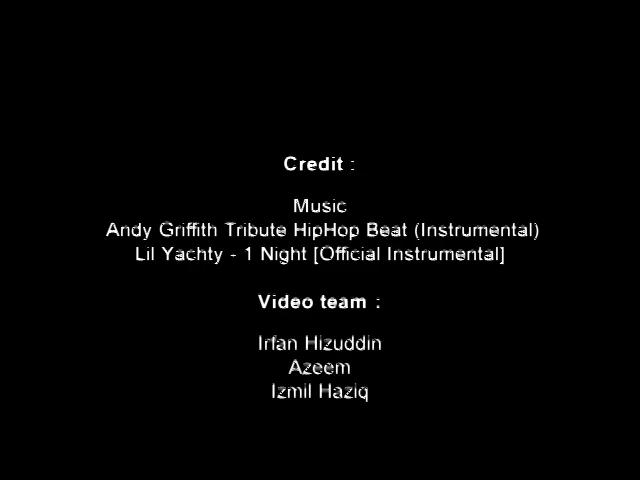 Credit :
Music
Andy Griffith Tribute HipHop Beat (Instrumental)
Lil Yachty - 1 Night [Official Instrumental]
Video team :
Irfan Hizuddin
Azeem
Izmil Haziq